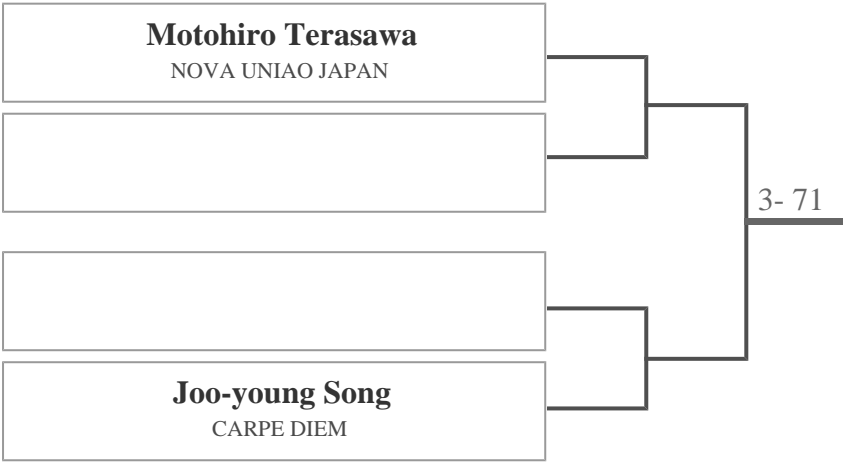 Motohiro Terasawa
NOVA UNIAO JAPAN
3- 71
Joo-young Song
CARPE DIEM